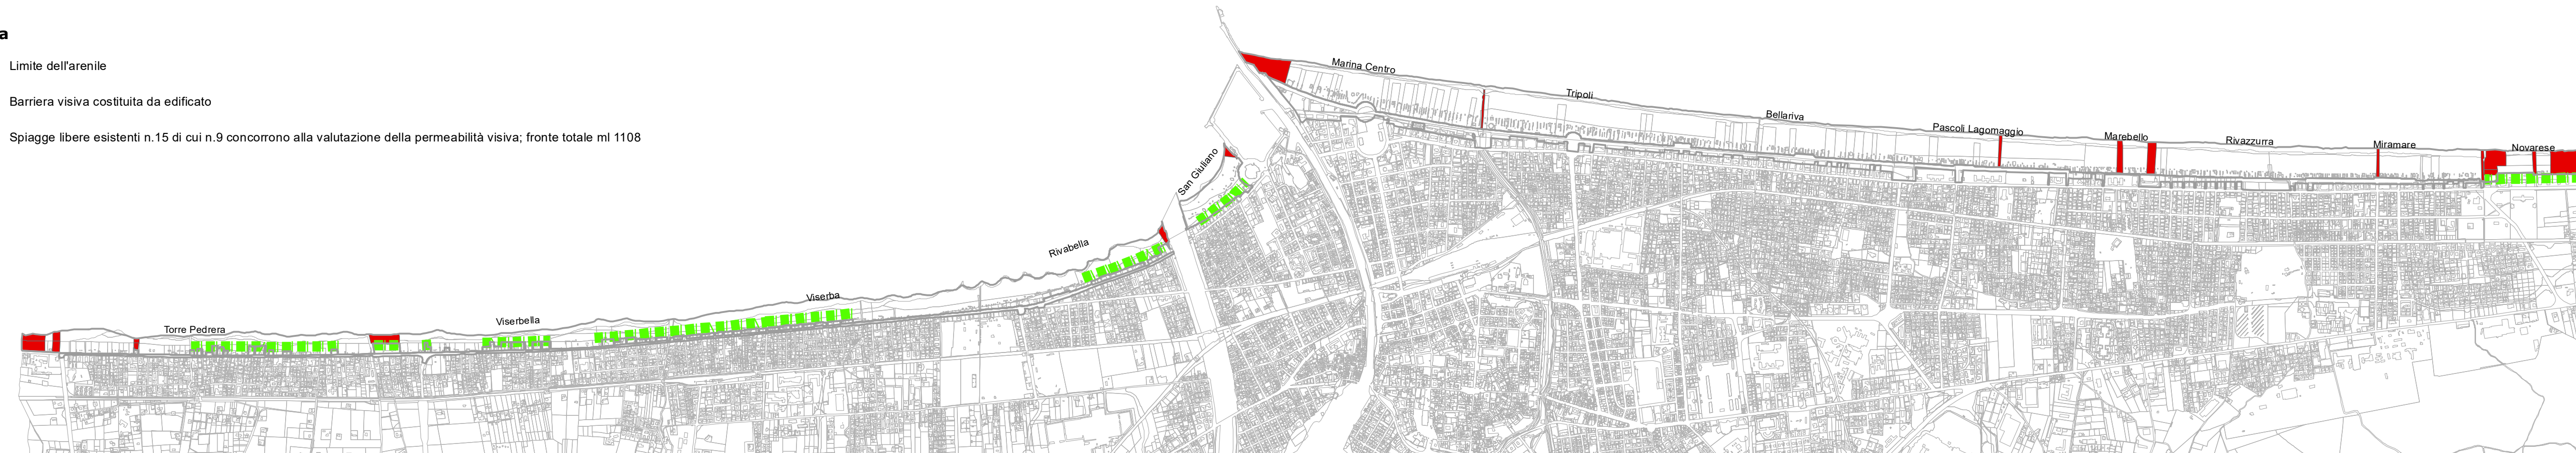 a
Limite dell'arenile
Barriera visiva costituita da edificato
Spiagge libere esistenti n.15 di cui n.9 concorrono alla valutazione della permeabilità visiva; fronte totale ml 1108
Torre Pedrera
Viserbella
Viserba
Rivabella
San Giuliano
Marina Centro
Tripoli
Bellariva
Pascoli Lagomaggio
Marebello
Rivazzurra
Miramare
Novarese